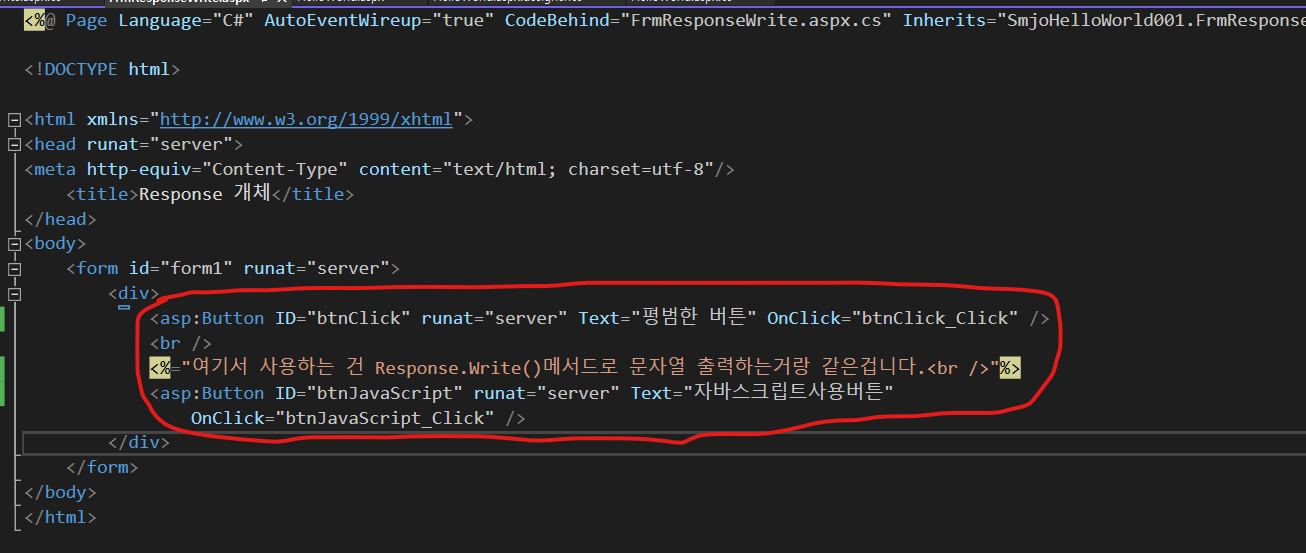 <%@ Page Language="C#" AutoEventWireup="true" CodeBehind="FrmResponseWrite.aspx.cs" Inherits="SmjoHelloWorld001.FrmRespons
<!DOCTYPE html>
<html xmlns="http://www.w3.org/1999/xhtml">
<head runat="server">
<meta http-equiv="Content-Type" content="text/html; charset=utf-8"/>
<title>Response 개체</title>
</head>
<body>
<form id="form1" runat="server">
<div>
<asp:Button ID="btnClick" runat="server" Text="평범한 버튼" OnClick="btnClick_Click" />
<br />
<%="여기서 사용하는 건 Response.Write()메서드로 문자열 출력하는거랑 같은겁니다.<br />"%>
<asp:Button ID="btnJavaScript" runat="server" Text="자바스크립트사용버튼"
OnClick="btnJavaScript_Click" />
</div>
</form>
</body>
</html>